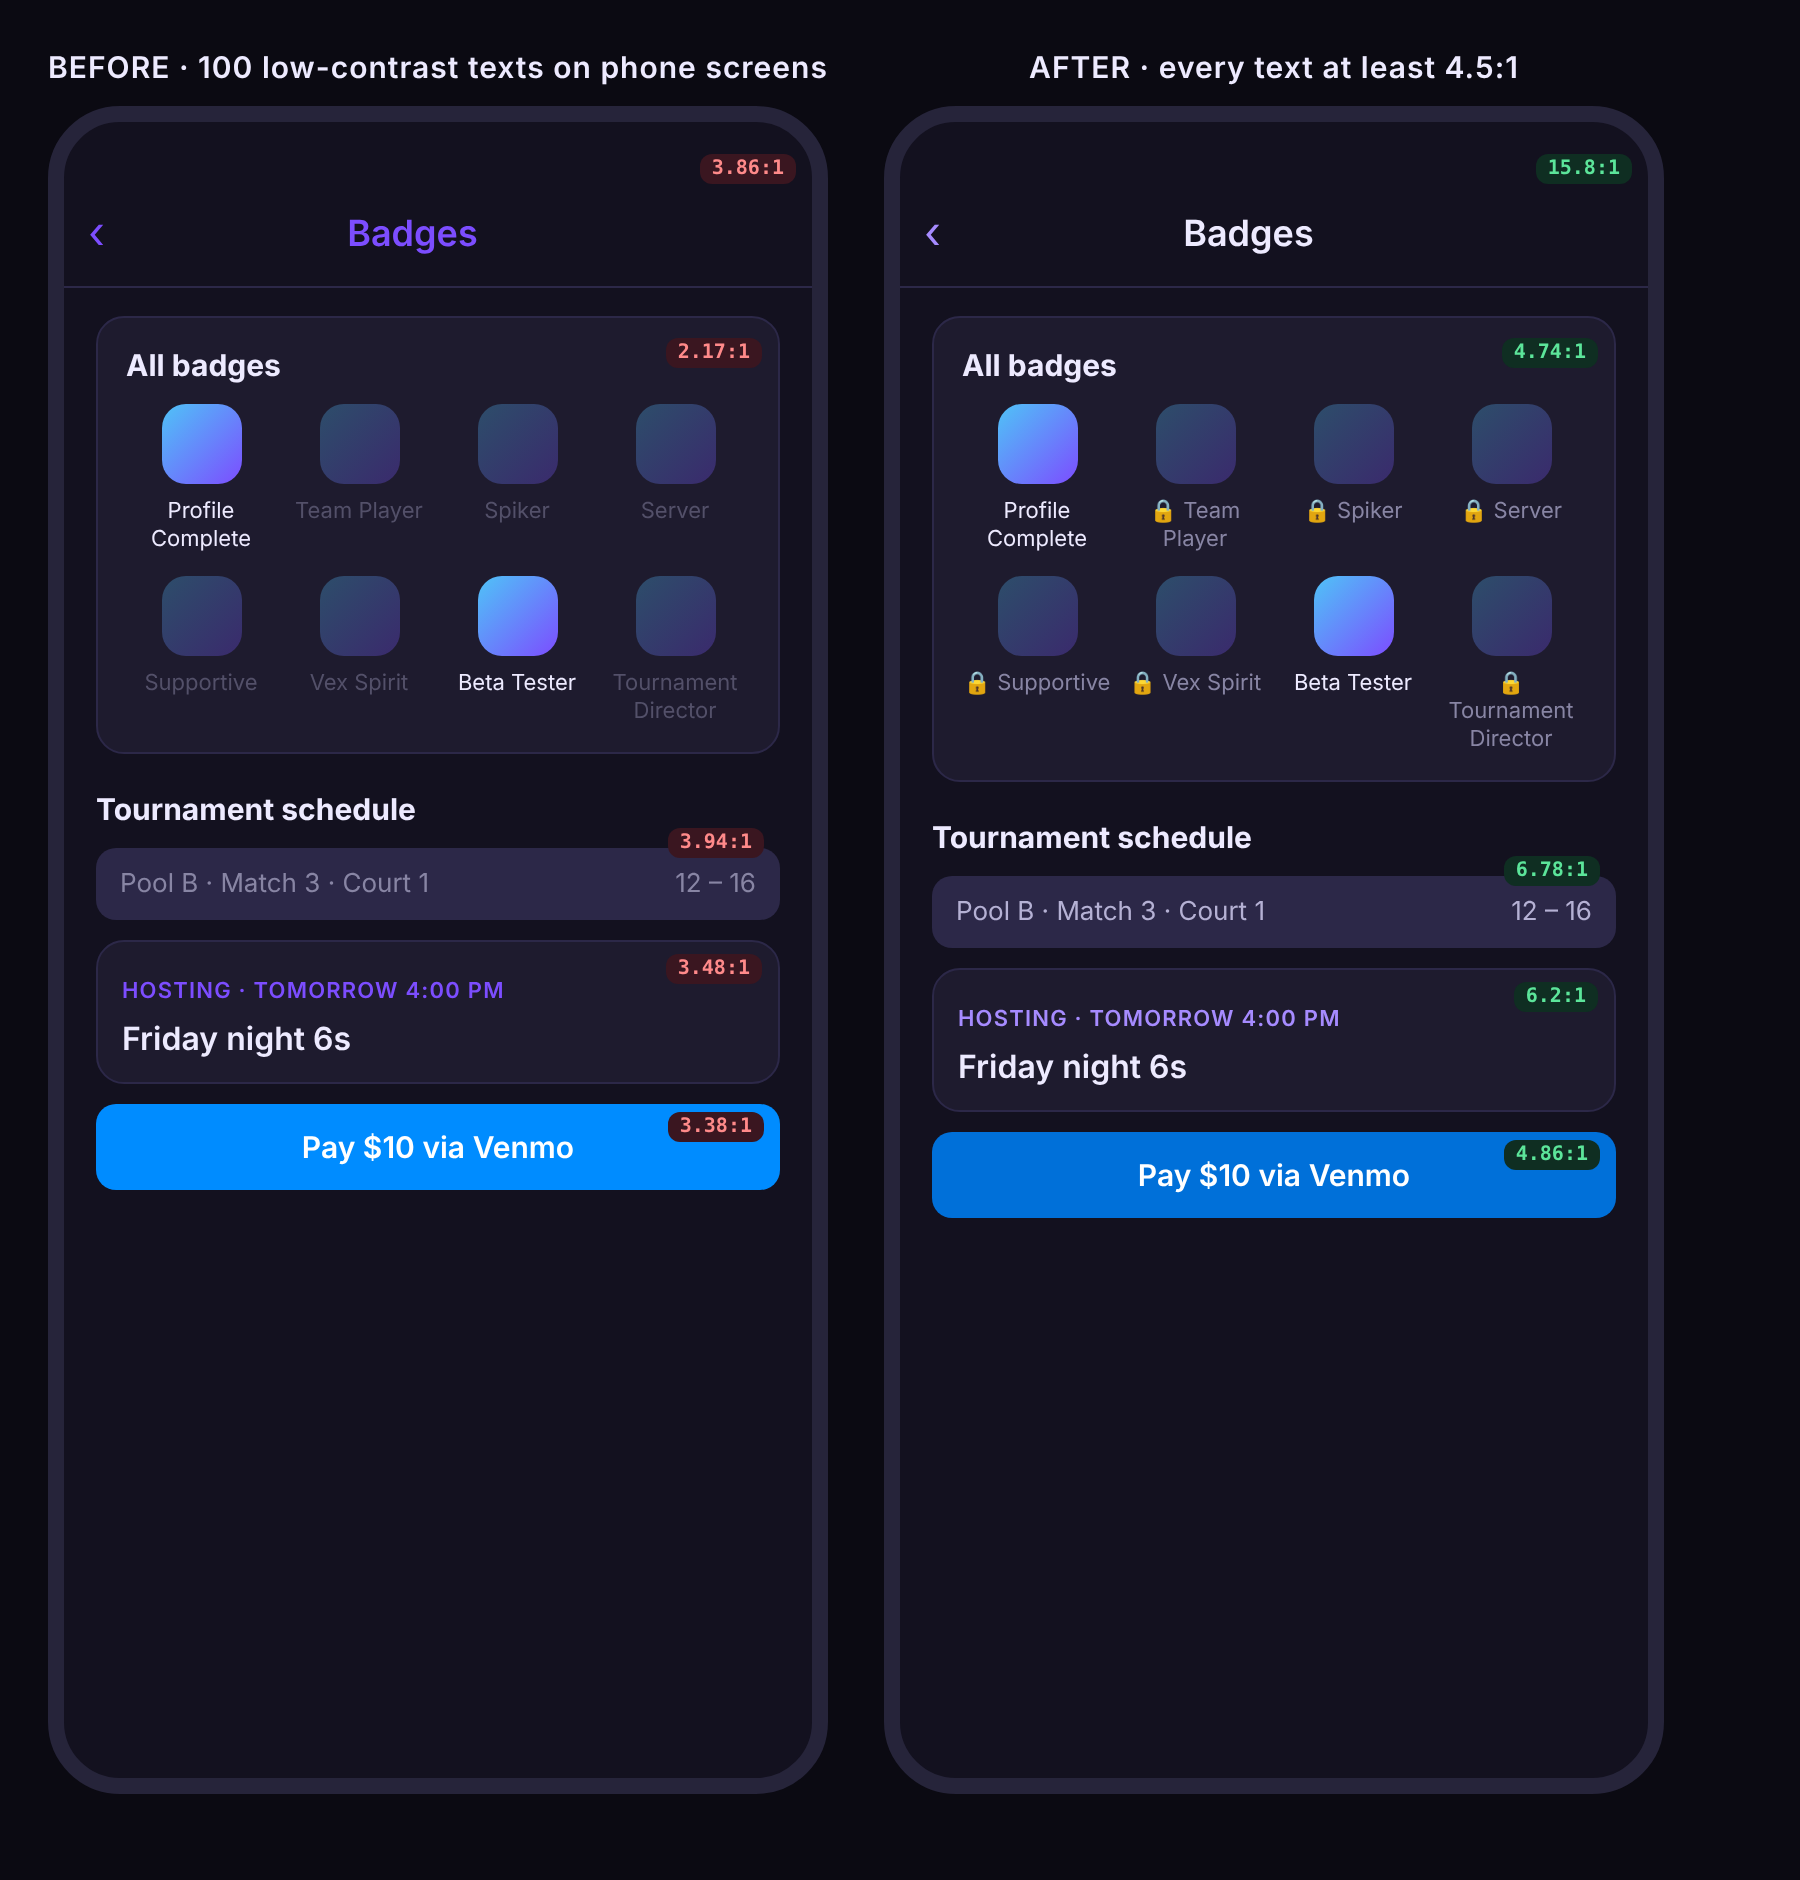 BEFORE · 100 low-contrast texts on phone screens
3.86:1
‹ Badges
All badges
2.17:1
Profile Complete
Team Player
Spiker
Server
Supportive
Vex Spirit
Beta Tester
Tournament Director
Tournament schedule
3.94:1
Pool B · Match 3 · Court 1 12 – 16
3.48:1
HOSTING · TOMORROW 4:00 PM
Friday night 6s
Pay $10 via Venmo
3.38:1
AFTER · every text at least 4.5:1
15.8:1
‹ Badges
All badges
4.74:1
Profile Complete
🔒 Team Player
🔒 Spiker
🔒 Server
🔒 Supportive
🔒 Vex Spirit
Beta Tester
🔒 Tournament Director
Tournament schedule
6.78:1
Pool B · Match 3 · Court 1 12 – 16
6.2:1
HOSTING · TOMORROW 4:00 PM
Friday night 6s
Pay $10 via Venmo
4.86:1